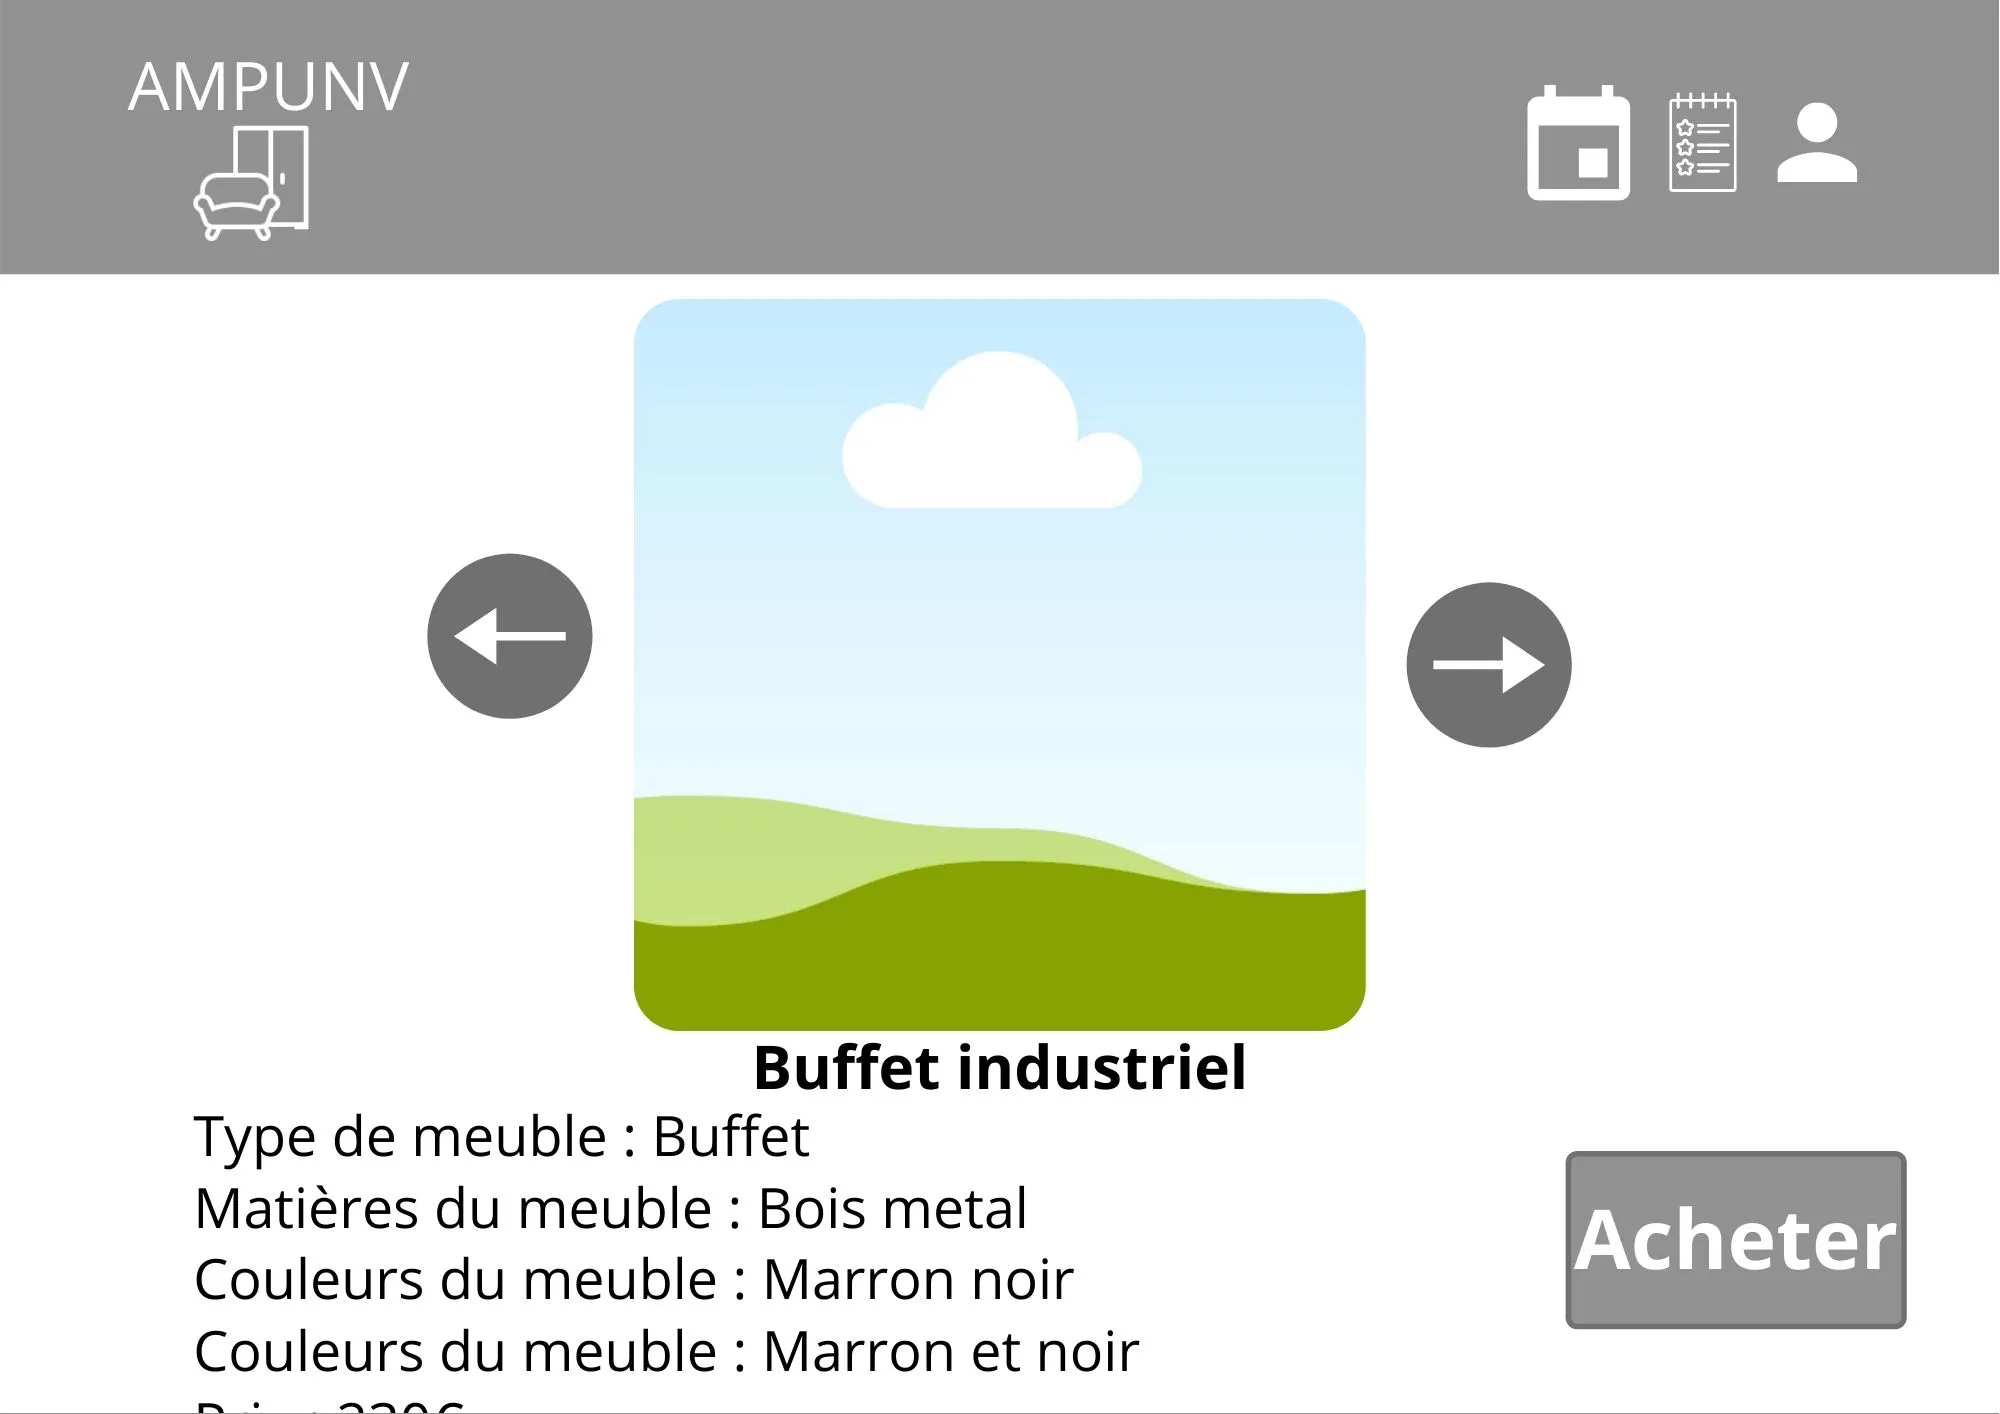 AMPUNV
Buffet industriel
Type de meuble : Buffet
Matières du meuble : Bois metal
Couleurs du meuble : Marron noir
Couleurs du meuble : Marron et noir
Acheter